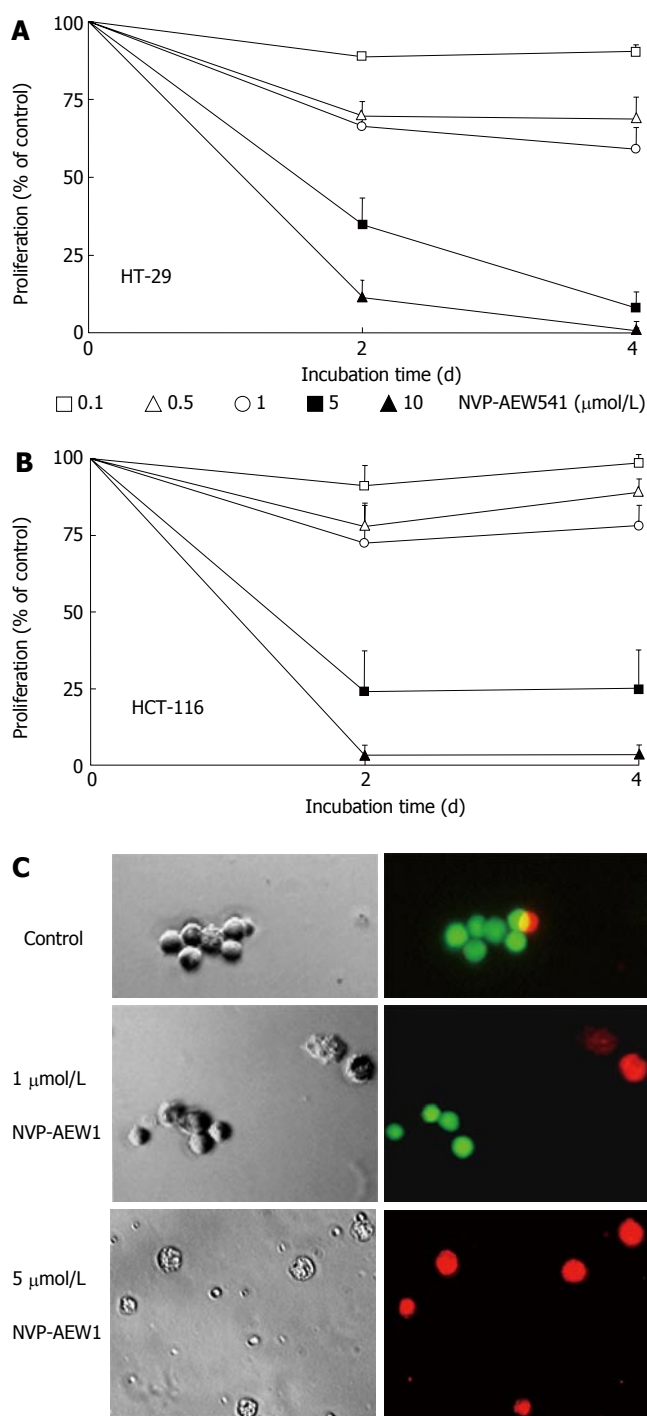 A
100
75
50
25
0
Proliferation (% of control)
HT-29
0 2 4
Incubation time (d)
0.1 0.5 1 5 10 NVP-AEW541 (μmol/L)
B
100
75
50
25
0
Proliferation (% of control)
HCT-116
0 2 4
Incubation time (d)
C
Control
1 μmol/L
NVP-AEW1
5 μmol/L
NVP-AEW1